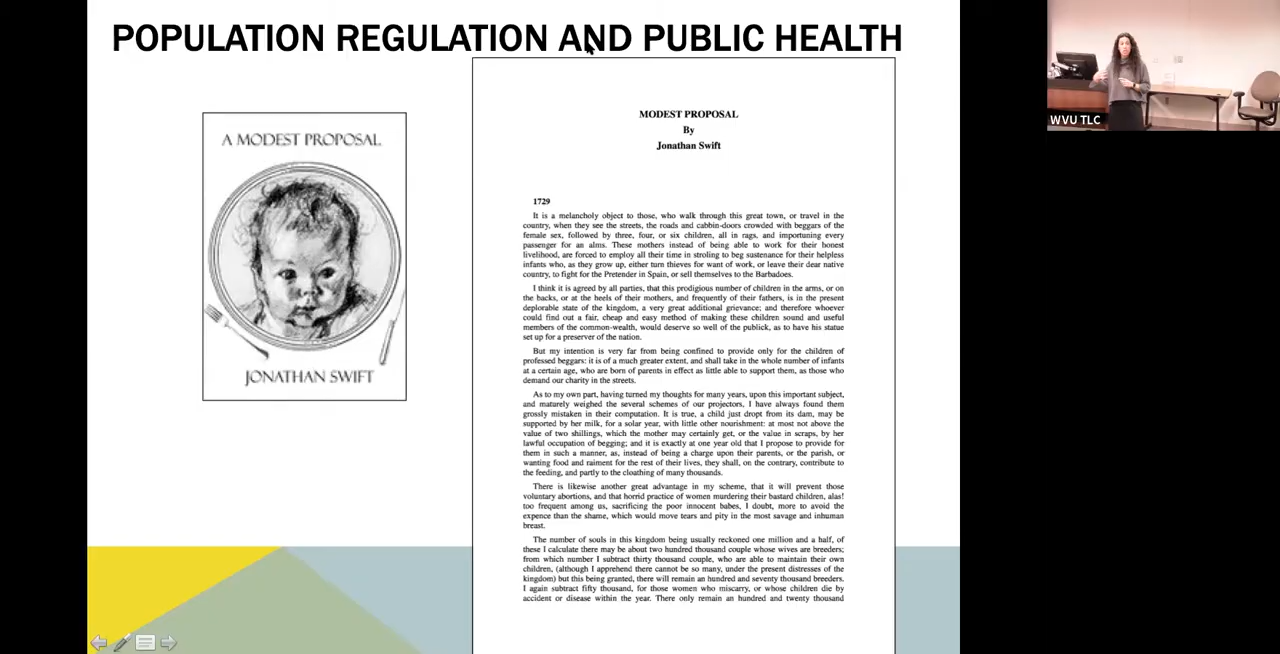 POPULATION REGULATION AND PUBLIC HEALTH
A MODEST PROPOSAL
JONATHAN SWIFT
MODEST PROPOSAL
By
Jonathan Swift
1729
It is a melancholy object to those, who walk through this great town, or travel in the
country, when they see the streets, the roads and cabbin-doors crowded with beggars of the
female sex, followed by three, four, or six children, all in rags, and importuning every
passenger for an alms. These mothers instead of being able to work for their honest
livelihood, are forced to employ all their time in stroling to beg sustenance for their helpless
infants who, as they grow up, either turn thieves for want of work, or leave their dear native
country, to fight for the Pretender in Spain, or sell themselves to the Barbadoes.
I think it is agreed by all parties, that this prodigious number of children in the arms, or on
the backs, or at the heels of their mothers, and frequently of their fathers, is in the present
deplorable state of the kingdom, a very great additional grievance; and therefore whoever
could find out a fair, cheap and easy method of making these children sound and useful
members of the common-wealth, would deserve so well of the publick, as to have his statue
set up for a preserver of the nation.
But my intention is very far from being confined to provide only for the children of
professed beggars: it is of a much greater extent, and shall take in the whole number of infants
at a certain age, who are born of parents in effect as little able to support them, as those who
demand our charity in the streets.
As to my own part, having turned my thoughts for many years, upon this important subject,
and maturely weighed the several schemes of our projectors, I have always found them
grossly mistaken in their computation. It is true, a child just dropt from its dam, may be
supported by her milk, for a solar year, with little other nourishment: at most not above the
value of two shillings, which the mother may certainly get, or the value in scraps, by her
lawful occupation of begging; and it is exactly at one year old that I propose to provide for
them in such a manner, as, instead of being a charge upon their parents, or the parish, or
wanting food and raiment for the rest of their lives, they shall, on the contrary, contribute to
the feeding, and partly to the cloathing of many thousands.
There is likewise another great advantage in my scheme, that it will prevent those
voluntary abortions, and that horrid practice of women murdering their bastard children, alas!
too frequent among us, sacrificing the poor innocent babes, I doubt, more to avoid the
expence than the shame, which would move tears and pity in the most savage and inhuman
breast.
The number of souls in this kingdom being usually reckoned one million and a half, of
these I calculate there may be about two hundred thousand couple whose wives are breeders;
from which number I subtract thirty thousand couple, who are able to maintain their own
children, (although I apprehend there cannot be so many, under the present distresses of the
kingdom) but this being granted, there will remain an hundred and seventy thousand breeders.
I again subtract fifty thousand, for those women who miscarry, or whose children die by
accident or disease within the year. There only remain an hundred and twenty thousand
WVU TLC